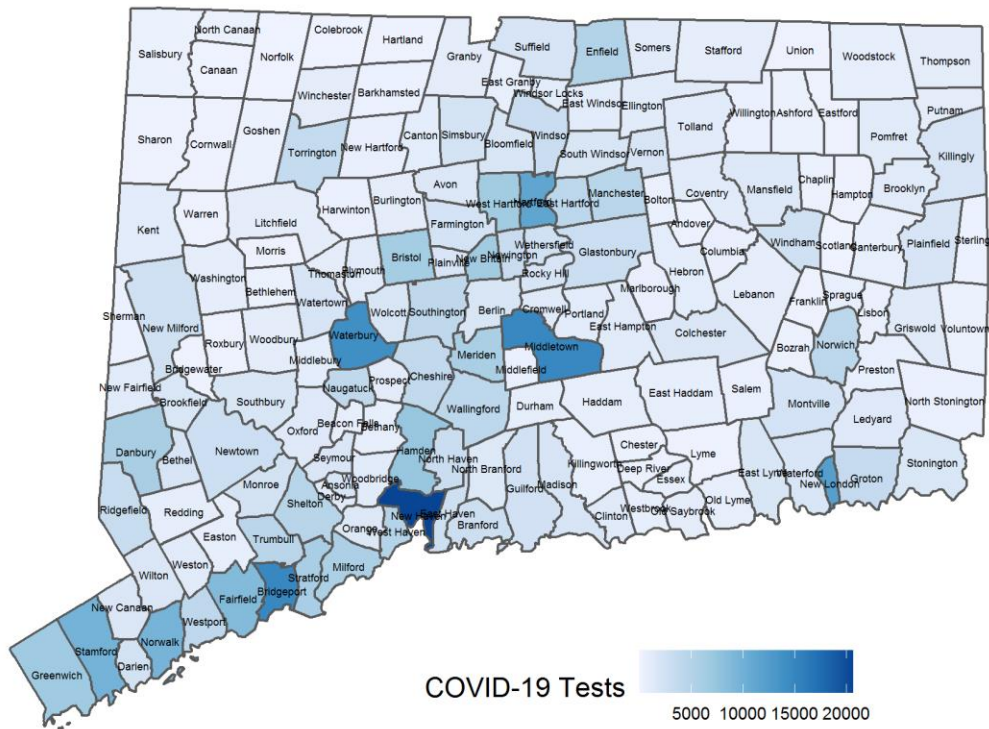 North Canaan
Colebrook
Hartland
Salisbury
Norfolk
Canaan
Granby
Suffield
Enfield
Somers
Stafford
Union
Woodstock
Thompson
East Granby
Windsor Locks
Winchester
Barkhamsted
East Windsor
Ellington
Willington
Ashford
Eastford
Putnam
Sharon
Cornwall
Goshen
Torrington
New Hartford
Canton
Simsbury
Bloomfield
Windsor
South Windsor
Vernon
Tolland
Pomfret
Killingly
Avon
West Hartford
Hartford
East Hartford
Manchester
Bolton
Coventry
Mansfield
Chaplin
Hampton
Brooklyn
Kent
Warren
Litchfield
Harwinton
Burlington
Farmington
Andover
Morris
Bristol
Plainville
New Britain
Newington
Wethersfield
Glastonbury
Columbia
Windham
Scotland
Canterbury
Plainfield
Sterling
Washington
Bethlehem
Thomaston
Plymouth
Rocky Hill
Hebron
Marlborough
Lebanon
Franklin
Sprague
Lisbon
Griswold
Voluntown
Sherman
New Milford
Roxbury
Woodbury
Watertown
Waterbury
Wolcott
Southington
Berlin
Cromwell
Portland
East Hampton
Colchester
Bozrah
Norwich
Bridgewater
Middlebury
Middletown
Meriden
Middlefield
Preston
New Fairfield
Brookfield
Southbury
Naugatuck
Prospect
Cheshire
Wallingford
Durham
Haddam
East Haddam
Salem
Montville
Ledyard
North Stonington
Danbury
Bethel
Newtown
Oxford
Beacon Falls
Bethany
Hamden
North Haven
North Branford
Seymour
Woodbridge
Ansonia
Derby
Killingworth
Chester
Deep River
Essex
Lyme
East Lyme
Waterford
New London
Groton
Stonington
Ridgefield
Redding
Monroe
Shelton
Orange
New Haven
East Haven
West Haven
Branford
Guilford
Madison
Clinton
Westbrook
Old Saybrook
Old Lyme
Easton
Trumbull
Weston
Wilton
Stratford
Milford
New Canaan
Fairfield
Bridgeport
Westport
Norwalk
Stamford
Darien
Greenwich
COVID-19 Tests
5000 10000 15000 20000